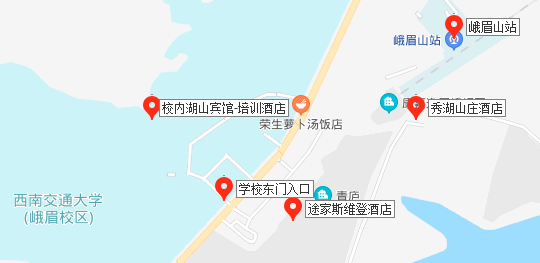 峨眉山站
峨眉山站
校内湖山宾馆-培训酒店
秀湖山庄酒店
荣生萝卜汤饭店
学校东门入口
西南交通大学
(峨眉校区)
青庐
途家斯维登酒店